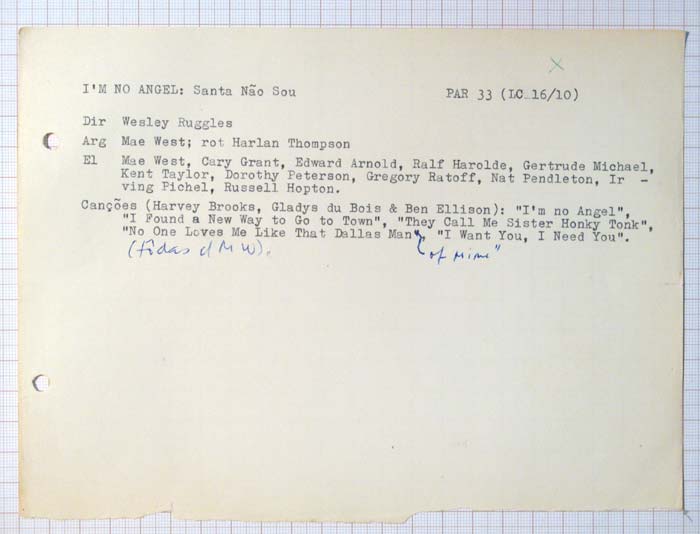 I'M NO ANGEL: Santa Não Sou PAR 33 (LC 16/10)
Dir Wesley Ruggles
Arg Mae West; rot Harlan Thompson
El Mae West, Cary Grant, Edward Arnold, Ralf Harolde, Gertrude Michael,
Kent Taylor, Dorothy Peterson, Gregory Ratoff, Nat Pendleton, Ir -
ving Pichel, Russell Hopton.
Canções (Harvey Brooks, Gladys du Bois & Ben Ellison): "I'm no Angel",
"I Found a New Way to Go to Town", "They Call Me Sister Honky Tonk",
"No One Loves Me Like That Dallas Man", "I Want You, I Need You".
(tôdas d MW). of mine"